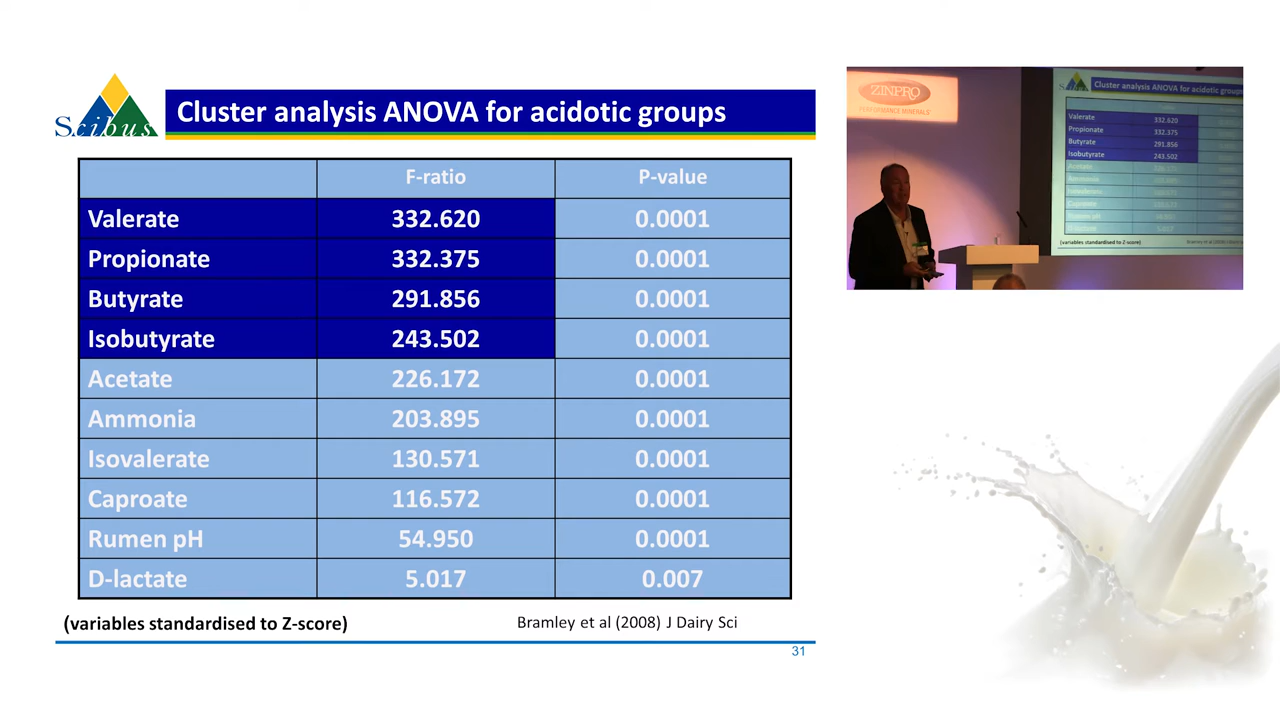 Scibus
Cluster analysis ANOVA for acidotic groups
F-ratio P-value
Valerate 332.620 0.0001
Propionate 332.375 0.0001
Butyrate 291.856 0.0001
Isobutyrate 243.502 0.0001
Acetate 226.172 0.0001
Ammonia 203.895 0.0001
Isovalerate 130.571 0.0001
Caproate 116.572 0.0001
Rumen pH 54.950 0.0001
D-lactate 5.017 0.007
(variables standardised to Z-score) Bramley et al (2008) J Dairy Sci
31
ZINPRO
PERFORMANCE MINERALS
Cluster analysis ANOVA for acidotic groups
Valerate 332.620
Propionate 332.375
Butyrate 291.856
Isobutyrate 243.502
(variables standardised to Z-score)